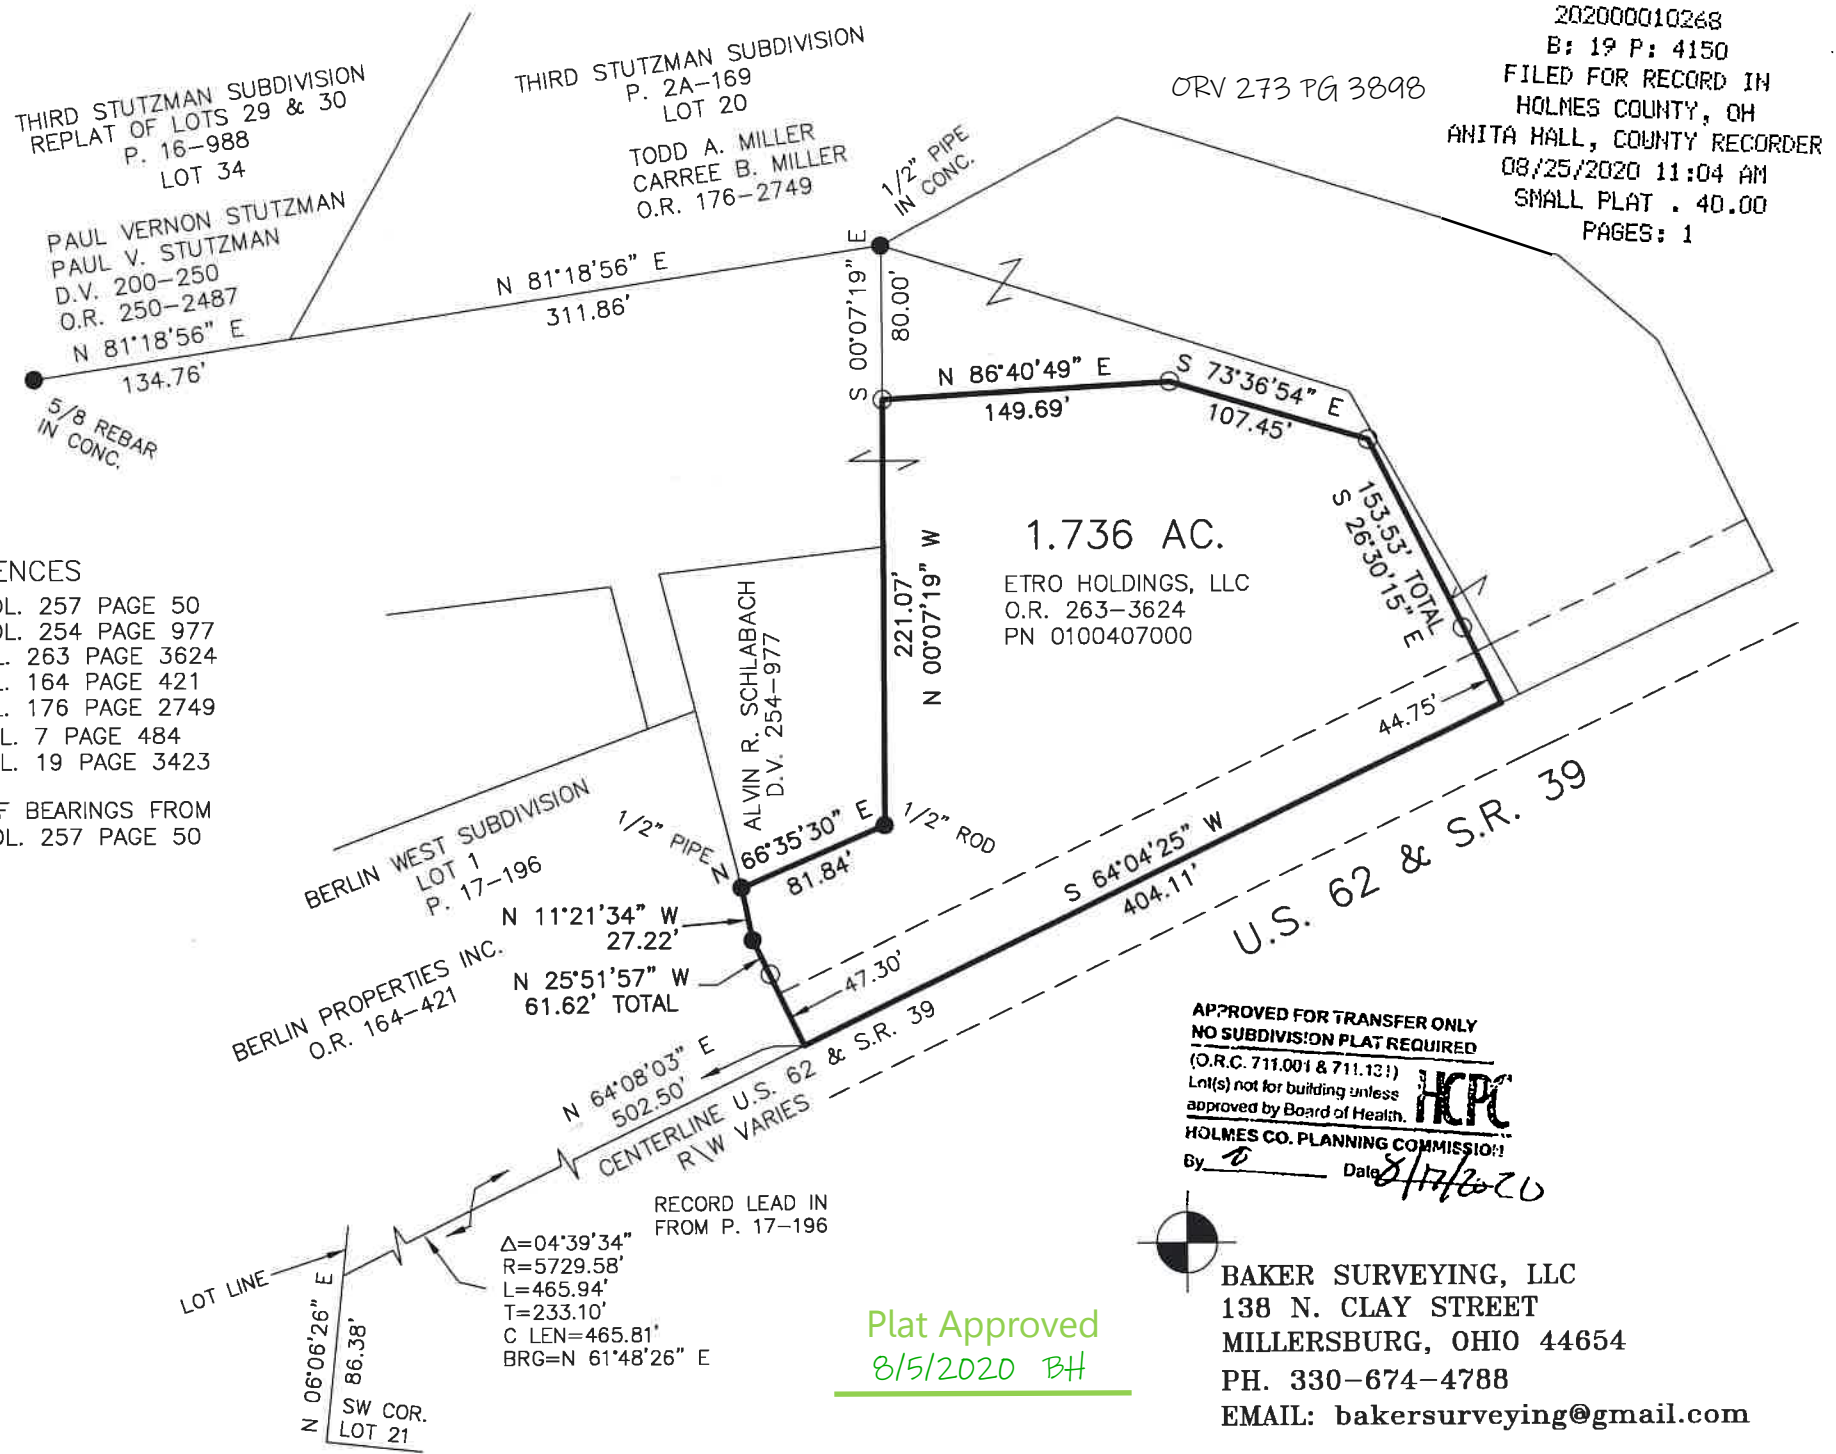 202000010268
B: 19 P: 4150
FILED FOR RECORD IN
HOLMES COUNTY, OH
ANITA HALL, COUNTY RECORDER
08/25/2020 11:04 AM
SMALL PLAT . 40.00
PAGES: 1
ORV 273 PG 3898
THIRD STUTZMAN SUBDIVISION
REPLAT OF LOTS 29 & 30
P. 16-988
LOT 34
PAUL VERNON STUTZMAN
PAUL V. STUTZMAN
D.V. 200-250
O.R. 250-2487
N 81°18'56" E
134.76'
5/8 REBAR
IN CONC.
THIRD STUTZMAN SUBDIVISION
P. 2A-169
LOT 20
TODD A. MILLER
CARREE B. MILLER
O.R. 176-2749
N 81°18'56" E
311.86'
1/2" PIPE
IN CONC.
S 00°07'19" E
80.00'
N 86°40'49" E
149.69'
S 73°36'54" E
107.45'
153.53' TOTAL
S 26°30'15" E
1.736 AC.
ETRO HOLDINGS, LLC
O.R. 263-3624
PN 0100407000
221.07'
N 00°07'19" W
ALVIN R. SCHLABACH
D.V. 254-977
ENCES
OL. 257 PAGE 50
OL. 254 PAGE 977
L. 263 PAGE 3624
L. 164 PAGE 421
L. 176 PAGE 2749
L. 7 PAGE 484
L. 19 PAGE 3423
F BEARINGS FROM
OL. 257 PAGE 50
BERLIN WEST SUBDIVISION
LOT 1
P. 17-196
1/2" PIPE
N 66°35'30" E
81.84'
1/2" ROD
N 11°21'34" W
27.22'
N 25°51'57" W
61.62' TOTAL
BERLIN PROPERTIES INC.
O.R. 164-421
44.75'
47.30'
S 64°04'25" W
404.11'
U.S. 62 & S.R. 39
N 64°08'03" E
502.50'
CENTERLINE U.S. 62 & S.R. 39
R\W VARIES
RECORD LEAD IN
FROM P. 17-196
Δ=04°39'34"
R=5729.58'
L=465.94'
T=233.10'
C LEN=465.81'
BRG=N 61°48'26" E
LOT LINE
N 06°06'26" E
86.38'
SW COR.
LOT 21
APPROVED FOR TRANSFER ONLY
NO SUBDIVISION PLAT REQUIRED
(O.R.C. 711.001 & 711.131)
Lot(s) not for building unless
approved by Board of Health.
HCPC
HOLMES CO. PLANNING COMMISSION
By Date 8/17/2020
Plat Approved
8/5/2020 BH
BAKER SURVEYING, LLC
138 N. CLAY STREET
MILLERSBURG, OHIO 44654
PH. 330-674-4788
EMAIL: bakersurveying@gmail.com